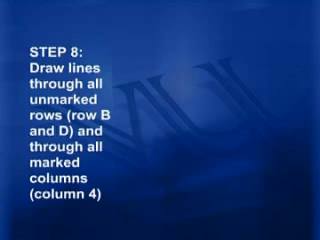 STEP 8:
Draw lines
through all
unmarked
rows (row B
and D) and
through all
marked
columns
(column 4)